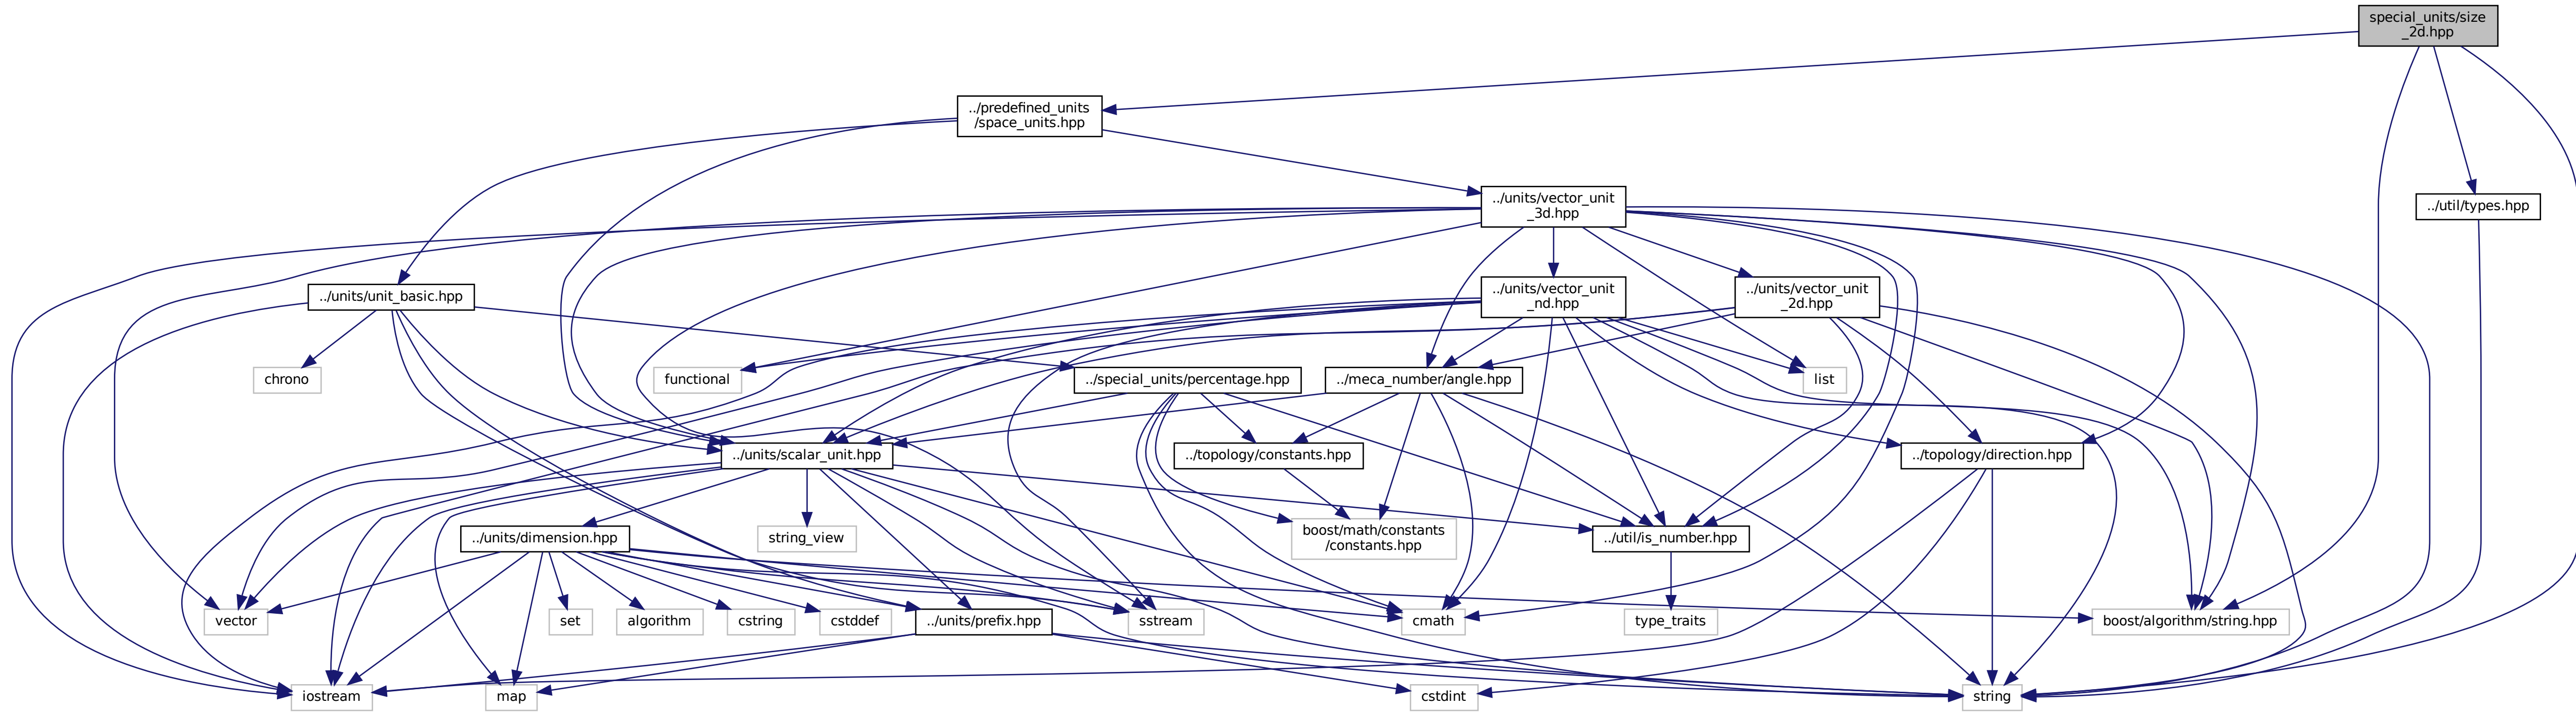 special_units/size
_2d.hpp
../predefined_units
/space_units.hpp
../units/vector_unit
_3d.hpp
../util/types.hpp
../units/unit_basic.hpp
../units/vector_unit
_nd.hpp
../units/vector_unit
_2d.hpp
chrono
functional
../special_units/percentage.hpp
../meca_number/angle.hpp
list
../units/scalar_unit.hpp
../topology/constants.hpp
../topology/direction.hpp
../units/dimension.hpp
string_view
boost/math/constants
/constants.hpp
../util/is_number.hpp
vector
set
algorithm
cstring
cstddef
../units/prefix.hpp
sstream
cmath
type_traits
boost/algorithm/string.hpp
iostream
map
cstdint
string